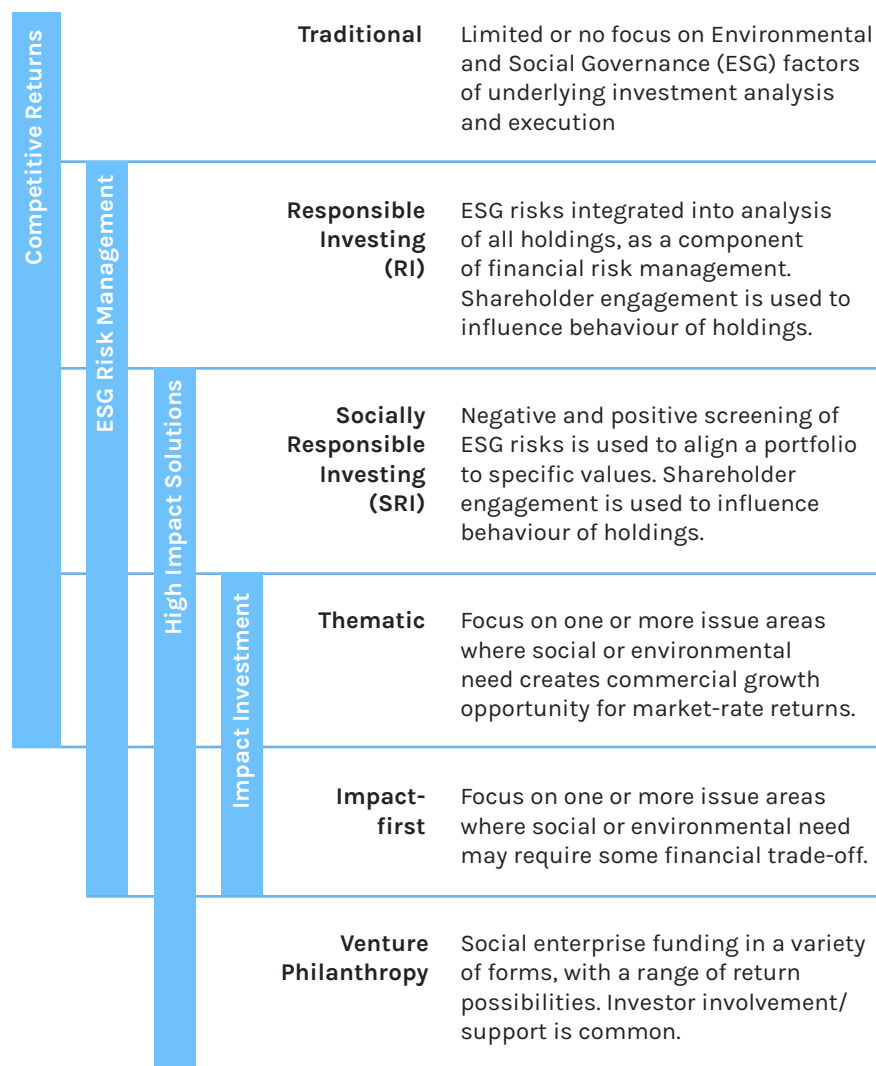 Competitive Returns
ESG Risk Management
High Impact Solutions
Impact Investment
Traditional
Limited or no focus on Environmental
and Social Governance (ESG) factors
of underlying investment analysis
and execution
Responsible
Investing
(RI)
ESG risks integrated into analysis
of all holdings, as a component
of financial risk management.
Shareholder engagement is used to
influence behaviour of holdings.
Socially
Responsible
Investing
(SRI)
Negative and positive screening of
ESG risks is used to align a portfolio
to specific values. Shareholder
engagement is used to influence
behaviour of holdings.
Thematic
Focus on one or more issue areas
where social or environmental
need creates commercial growth
opportunity for market-rate returns.
Impact-
first
Focus on one or more issue areas
where social or environmental need
may require some financial trade-off.
Venture
Philanthropy
Social enterprise funding in a variety
of forms, with a range of return
possibilities. Investor involvement/
support is common.